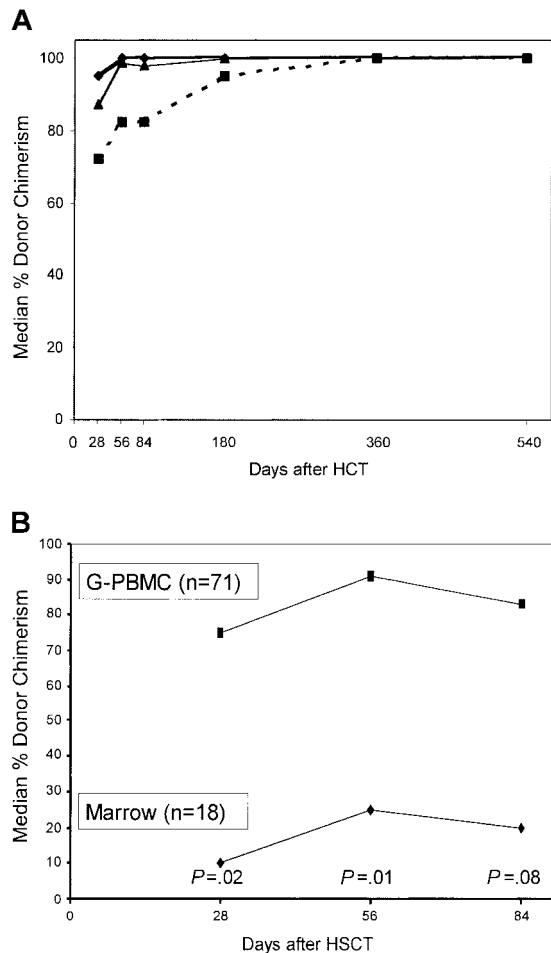 A
100
80
60
40
20
0
Median % Donor Chimerism
0 28 56 84 180 360 540
Days after HCT
B
100
90
80
70
60
50
40
30
20
10
0
Median % Donor Chimerism
G-PBMC (n=71)
Marrow (n=18)
P=.02 P=.01 P=.08
0 28 56 84
Days after HSCT